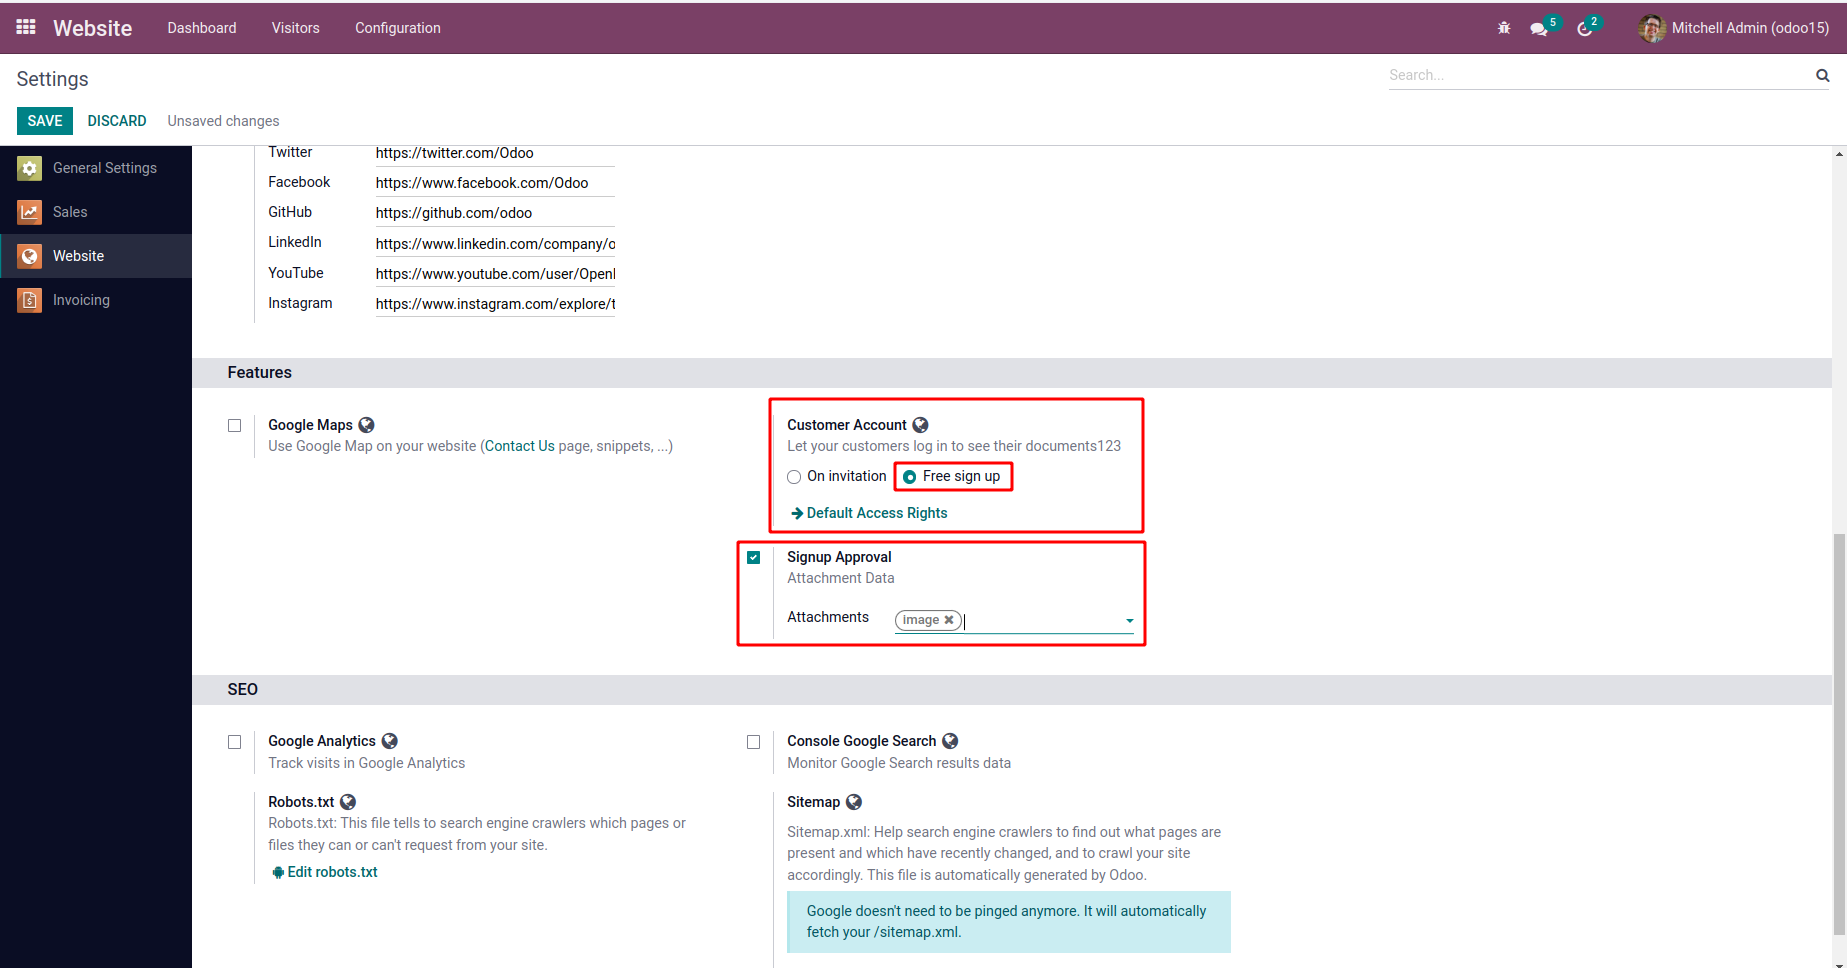 Website Dashboard Visitors Configuration 5 2 Mitchell Admin (odoo15)
Settings Search...
SAVE DISCARD Unsaved changes
General Settings
Sales
Website
Invoicing
Twitter https://twitter.com/Odoo
Facebook https://www.facebook.com/Odoo
GitHub https://github.com/odoo
LinkedIn https://www.linkedin.com/company/o
YouTube https://www.youtube.com/user/Openl
Instagram https://www.instagram.com/explore/t
Features
Google Maps
Use Google Map on your website (Contact Us page, snippets, ...)
Customer Account
Let your customers log in to see their documents123
On invitation Free sign up
Default Access Rights
Signup Approval
Attachment Data
Attachments image
SEO
Google Analytics
Track visits in Google Analytics
Console Google Search
Monitor Google Search results data
Robots.txt
Robots.txt: This file tells to search engine crawlers which pages or
files they can or can't request from your site.
Edit robots.txt
Sitemap
Sitemap.xml: Help search engine crawlers to find out what pages are
present and which have recently changed, and to crawl your site
accordingly. This file is automatically generated by Odoo.
Google doesn't need to be pinged anymore. It will automatically
fetch your /sitemap.xml.